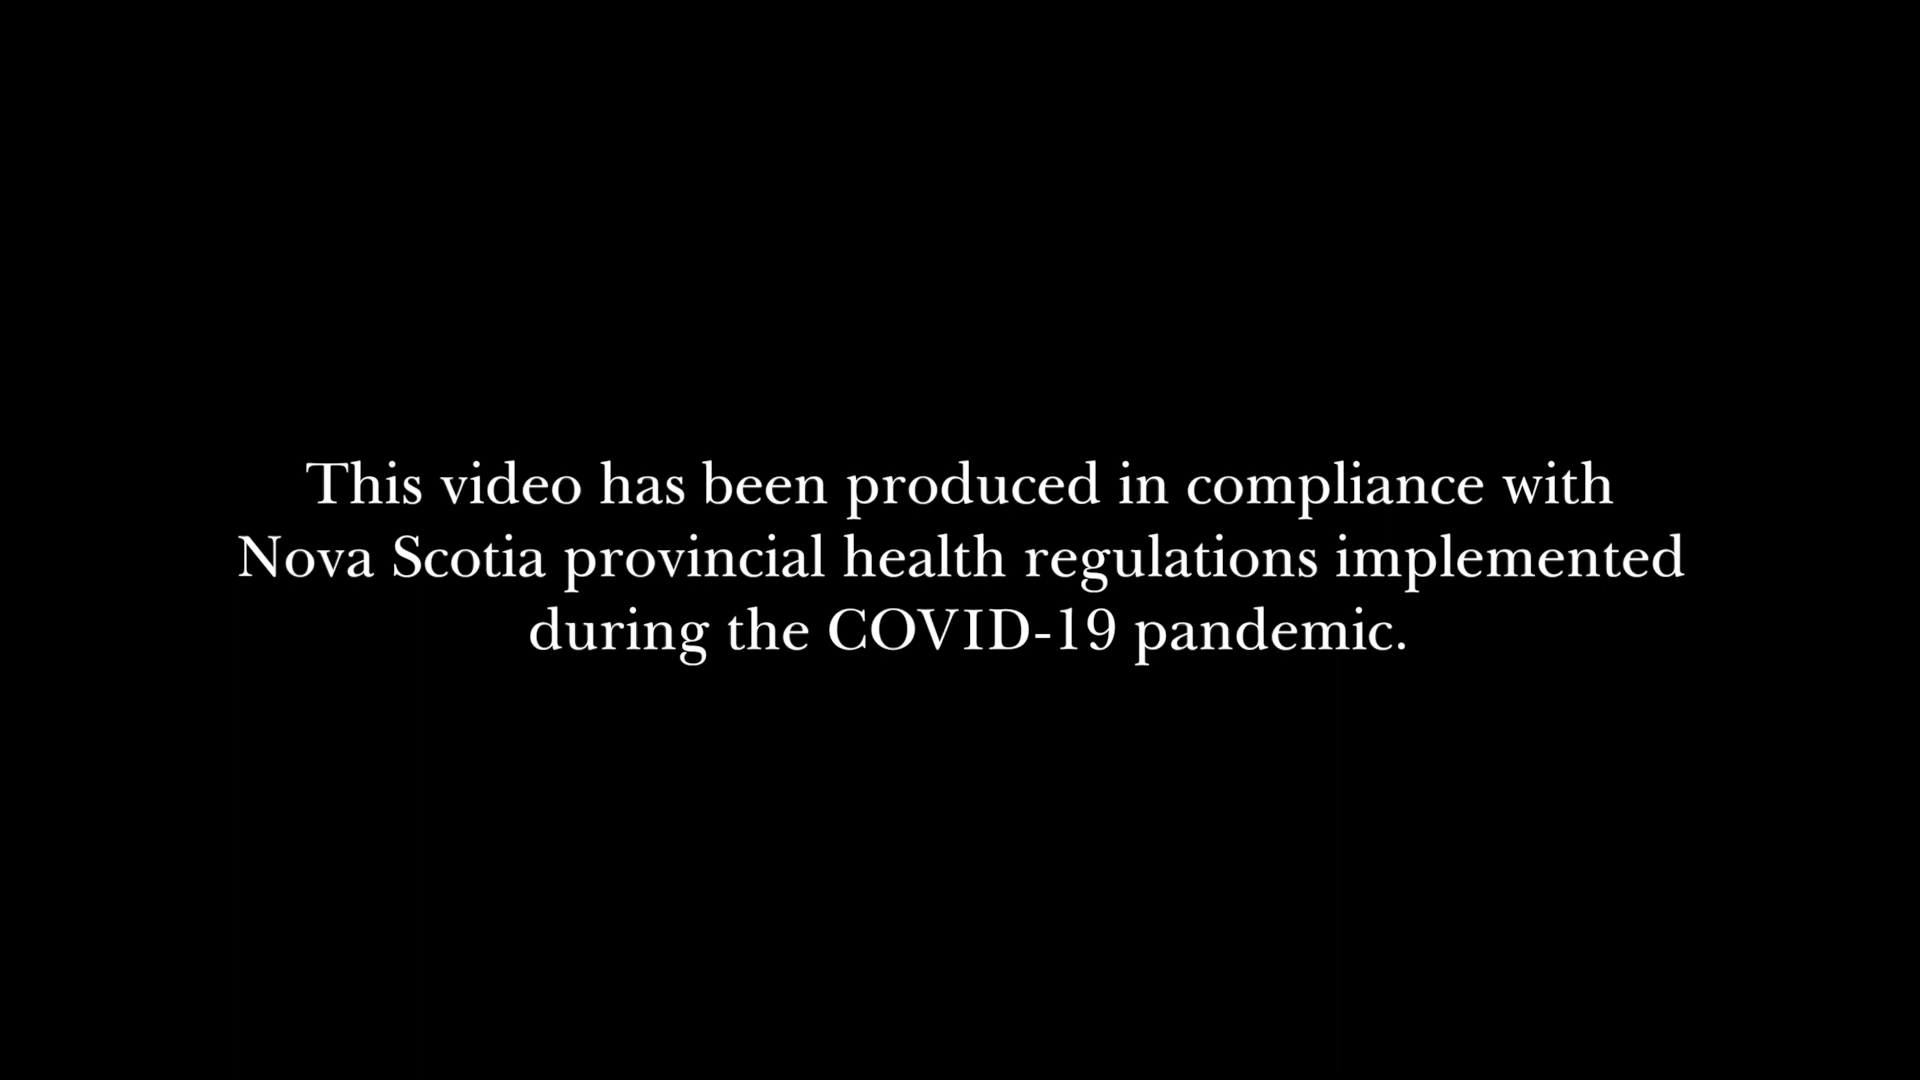 This video has been produced in compliance with
Nova Scotia provincial health regulations implemented
during the COVID-19 pandemic.